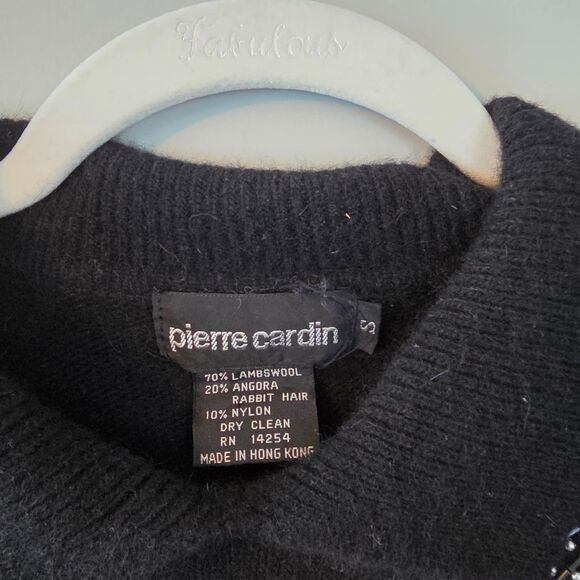 Fabulous
pierre cardin
S
70% LAMBSWOOL
20% ANGORA
RABBIT HAIR
10% NYLON
DRY CLEAN
RN 14254
MADE IN HONG KONG